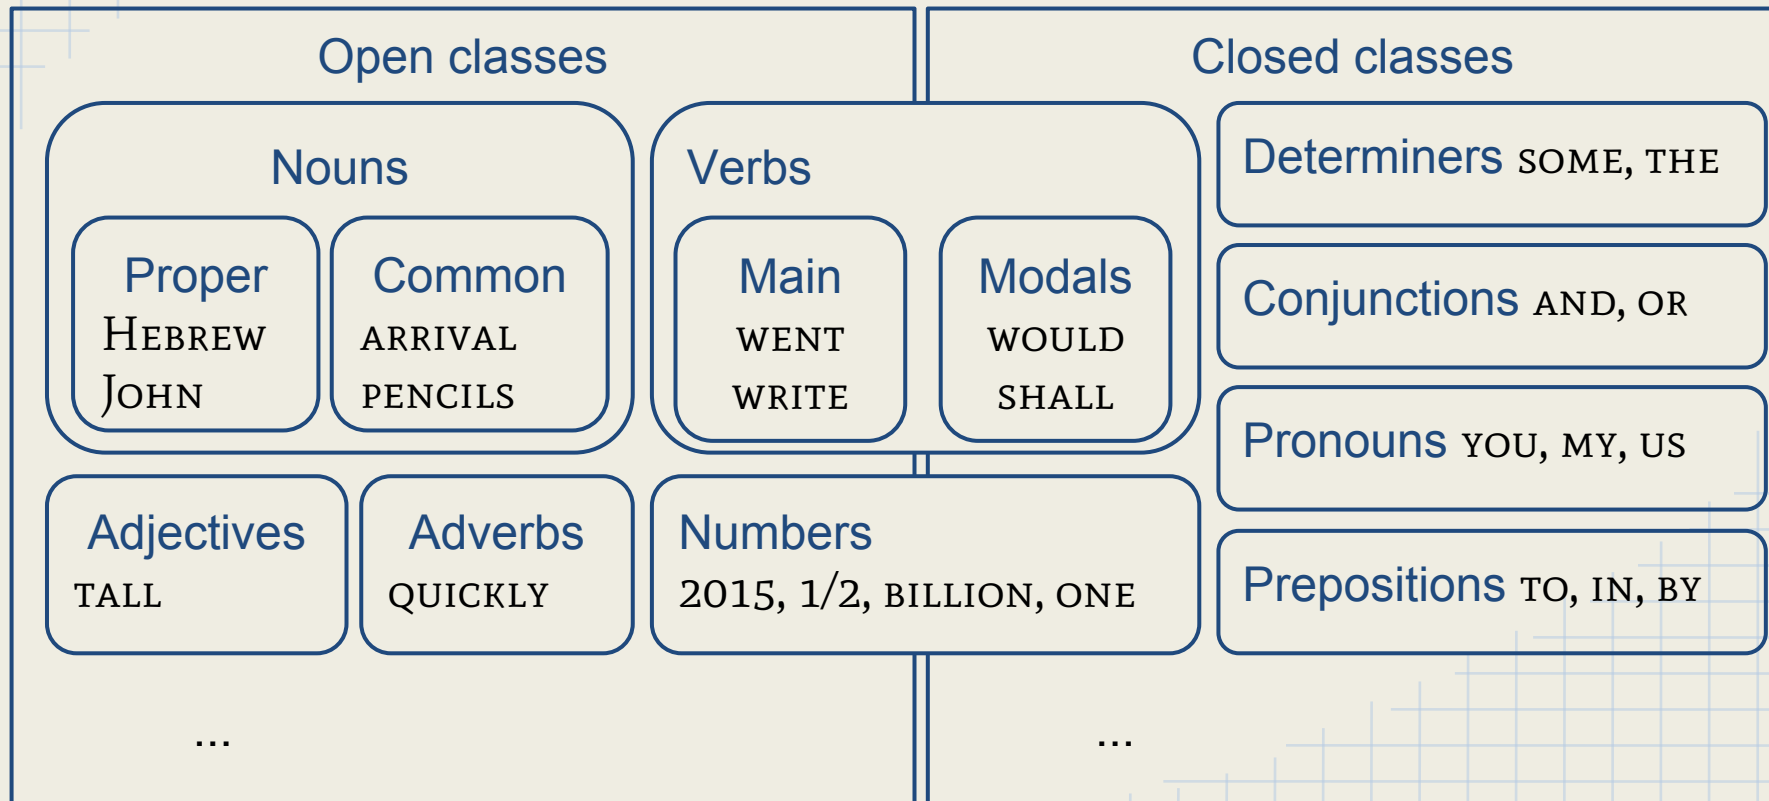 Open classes
Closed classes
Nouns
Proper
Hebrew
John
Common
arrival
pencils
Verbs
Main
went
write
Modals
would
shall
Adjectives
tall
Adverbs
quickly
Numbers
2015, 1/2, billion, one
Determiners some, the
Conjunctions and, or
Pronouns you, my, us
Prepositions to, in, by
...
...